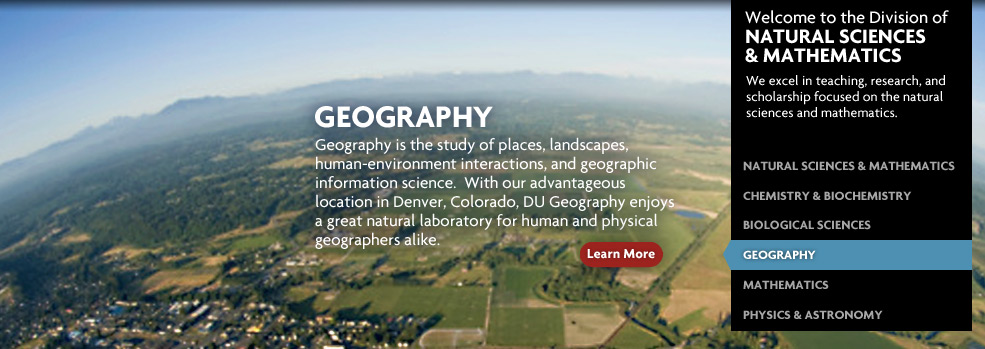 GEOGRAPHY
Geography is the study of places, landscapes,
human-environment interactions, and geographic
information science.  With our advantageous
location in Denver, Colorado, DU Geography enjoys
a great natural laboratory for human and physical
geographers alike.
Learn More
Welcome to the Division of
NATURAL SCIENCES
& MATHEMATICS
We excel in teaching, research, and
scholarship focused on the natural
sciences and mathematics.
NATURAL SCIENCES & MATHEMATICS
CHEMISTRY & BIOCHEMISTRY
BIOLOGICAL SCIENCES
GEOGRAPHY
MATHEMATICS
PHYSICS & ASTRONOMY